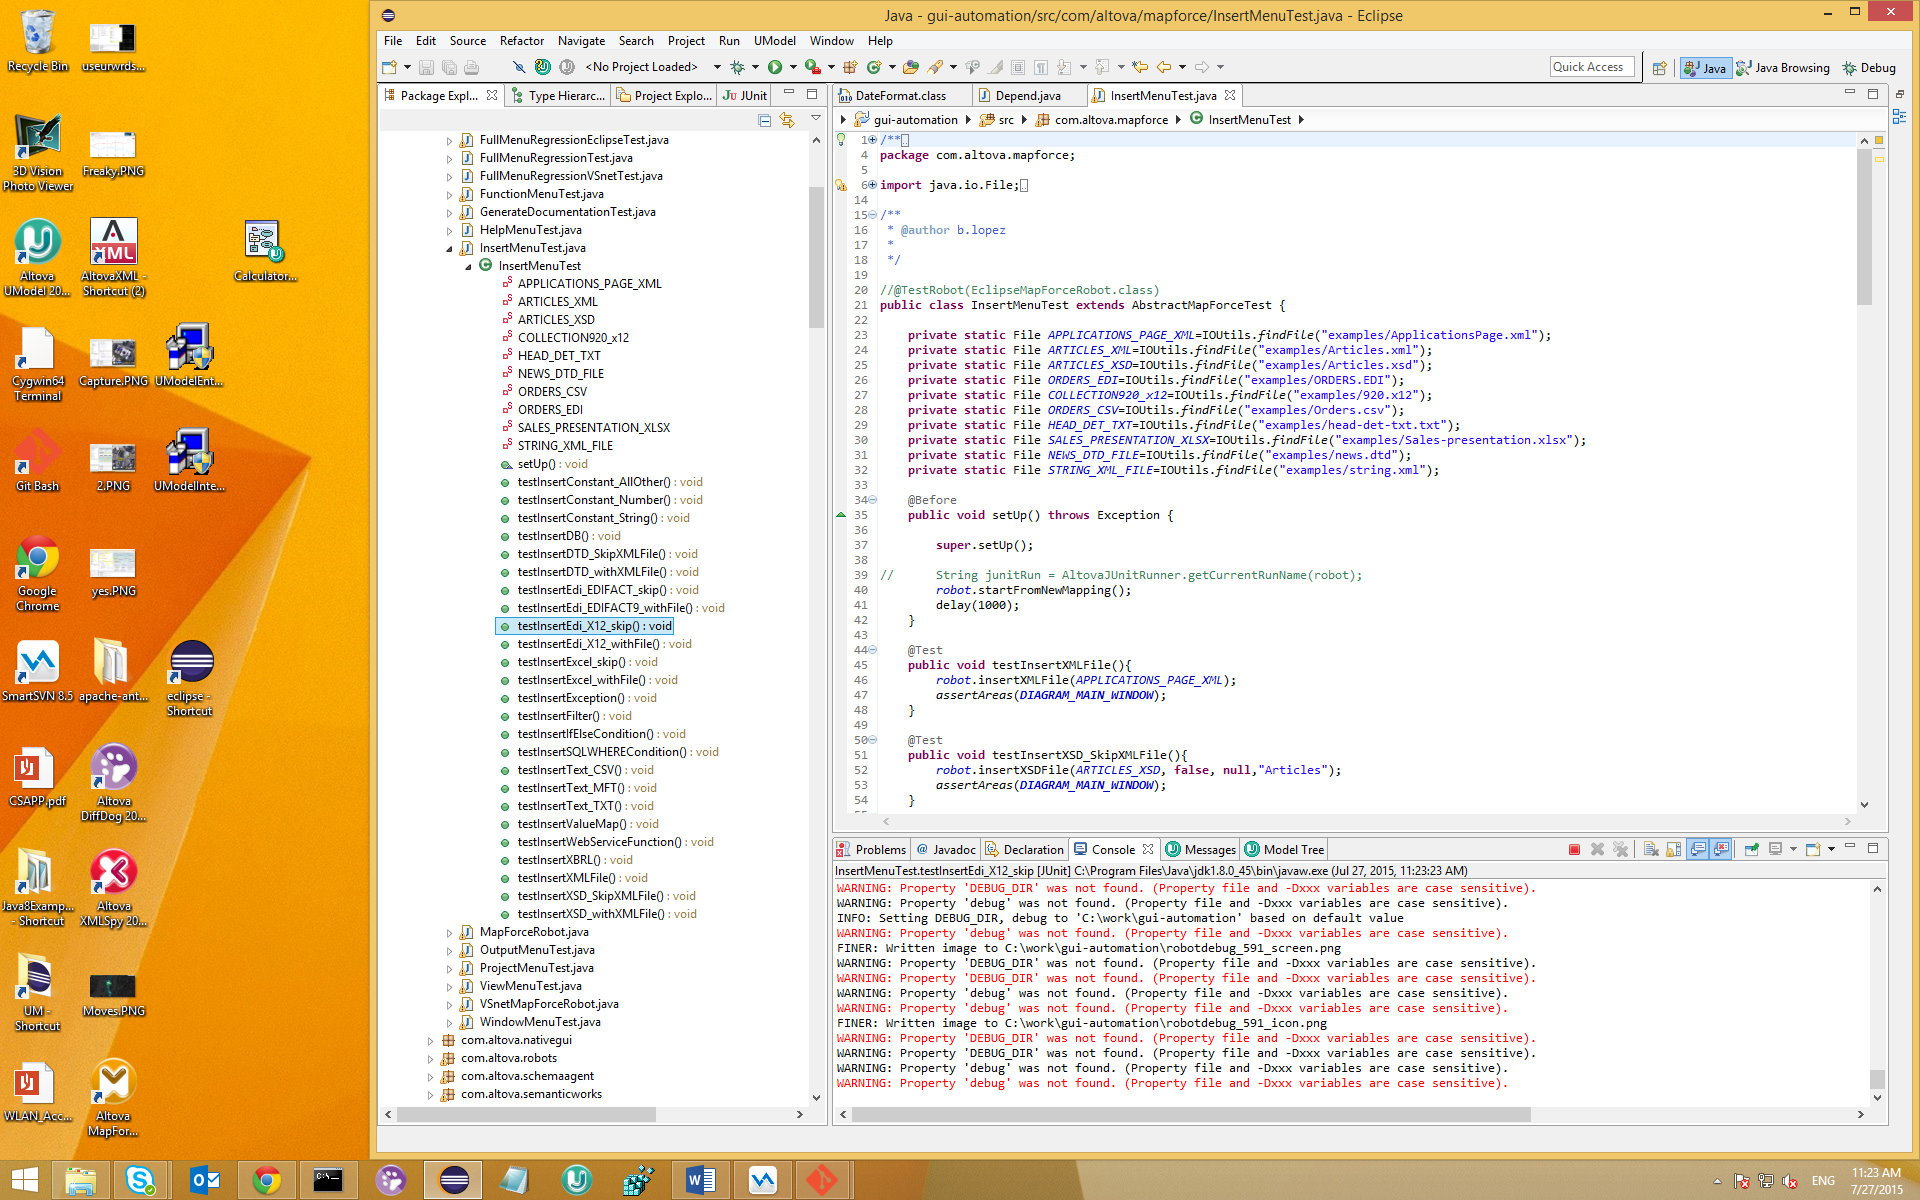 Java - gui-automation/src/com/altova/mapforce/InsertMenuTest.java - Eclipse
File Edit Source Refactor Navigate Search Project Run UModel Window Help
<No Project Loaded>
Quick Access
Java
Java Browsing
Debug
Recycle Bin
useurwrds...
3D Vision Photo Viewer
Freaky.PNG
Altova UModel 20...
AltovaXML - Shortcut (2)
Calculator...
Cygwin64 Terminal
Capture.PNG
UModelEnt...
Git Bash
2.PNG
UModelInte...
Google Chrome
yes.PNG
SmartSVN 8.5
apache-ant...
eclipse - Shortcut
CSAPP.pdf
Altova DiffDog 20...
Java8Examp... - Shortcut
Altova XMLSpy 20...
UM - Shortcut
Moves.PNG
WLAN_Acc...
Altova MapFor...
Package Expl...
Type Hierarc...
Project Explo...
JUnit
FullMenuRegressionEclipseTest.java
FullMenuRegressionTest.java
FullMenuRegressionVSnetTest.java
FunctionMenuTest.java
GenerateDocumentationTest.java
HelpMenuTest.java
InsertMenuTest.java
InsertMenuTest
APPLICATIONS_PAGE_XML
ARTICLES_XML
ARTICLES_XSD
COLLECTION920_x12
HEAD_DET_TXT
NEWS_DTD_FILE
ORDERS_CSV
ORDERS_EDI
SALES_PRESENTATION_XLSX
STRING_XML_FILE
setUp() : void
testInsertConstant_AllOther() : void
testInsertConstant_Number() : void
testInsertConstant_String() : void
testInsertDB() : void
testInsertDTD_SkipXMLFile() : void
testInsertDTD_withXMLFile() : void
testInsertEdi_EDIFACT_skip() : void
testInsertEdi_EDIFACT9_withFile() : void
testInsertEdi_X12_skip() : void
testInsertEdi_X12_withFile() : void
testInsertExcel_skip() : void
testInsertExcel_withFile() : void
testInsertException() : void
testInsertFilter() : void
testInsertIfElseCondition() : void
testInsertSQLWHERECondition() : void
testInsertText_CSV() : void
testInsertText_MFT() : void
testInsertText_TXT() : void
testInsertValueMap() : void
testInsertWebServiceFunction() : void
testInsertXBRL() : void
testInsertXMLFile() : void
testInsertXSD_SkipXMLFile() : void
testInsertXSD_withXMLFile() : void
MapForceRobot.java
OutputMenuTest.java
ProjectMenuTest.java
ViewMenuTest.java
VSnetMapForceRobot.java
WindowMenuTest.java
com.altova.nativegui
com.altova.robots
com.altova.schemaagent
com.altova.semanticworks
DateFormat.class
Depend.java
InsertMenuTest.java
gui-automation src com.altova.mapforce InsertMenuTest
1 /**
4 package com.altova.mapforce;
5
6 import java.io.File;
14
15 /**
16 * @author b.lopez
17 *
18 */
19
20 //@TestRobot(EclipseMapForceRobot.class)
21 public class InsertMenuTest extends AbstractMapForceTest {
22
23 private static File APPLICATIONS_PAGE_XML=IOUtils.findFile("examples/ApplicationsPage.xml");
24 private static File ARTICLES_XML=IOUtils.findFile("examples/Articles.xml");
25 private static File ARTICLES_XSD=IOUtils.findFile("examples/Articles.xsd");
26 private static File ORDERS_EDI=IOUtils.findFile("examples/ORDERS.EDI");
27 private static File COLLECTION920_x12=IOUtils.findFile("examples/920.x12");
28 private static File ORDERS_CSV=IOUtils.findFile("examples/Orders.csv");
29 private static File HEAD_DET_TXT=IOUtils.findFile("examples/head-det-txt.txt");
30 private static File SALES_PRESENTATION_XLSX=IOUtils.findFile("examples/Sales-presentation.xlsx");
31 private static File NEWS_DTD_FILE=IOUtils.findFile("examples/news.dtd");
32 private static File STRING_XML_FILE=IOUtils.findFile("examples/string.xml");
33
34 @Before
35 public void setUp() throws Exception {
36
37 super.setUp();
38
39 // String junitRun = AltovaJUnitRunner.getCurrentRunName(robot);
40 robot.startFromNewMapping();
41 delay(1000);
42 }
43
44 @Test
45 public void testInsertXMLFile(){
46 robot.insertXMLFile(APPLICATIONS_PAGE_XML);
47 assertAreas(DIAGRAM_MAIN_WINDOW);
48 }
49
50 @Test
51 public void testInsertXSD_SkipXMLFile(){
52 robot.insertXSDFile(ARTICLES_XSD, false, null,"Articles");
53 assertAreas(DIAGRAM_MAIN_WINDOW);
54 }
Problems
Javadoc
Declaration
Console
Messages
Model Tree
InsertMenuTest.testInsertEdi_X12_skip [JUnit] C:\Program Files\Java\jdk1.8.0_45\bin\javaw.exe (Jul 27, 2015, 11:23:23 AM)
WARNING: Property 'DEBUG_DIR' was not found. (Property file and -Dxxx variables are case sensitive).
WARNING: Property 'debug' was not found. (Property file and -Dxxx variables are case sensitive).
INFO: Setting DEBUG_DIR, debug to 'C:\work\gui-automation' based on default value
WARNING: Property 'debug' was not found. (Property file and -Dxxx variables are case sensitive).
FINER: Written image to C:\work\gui-automation\robotdebug_591_screen.png
WARNING: Property 'DEBUG_DIR' was not found. (Property file and -Dxxx variables are case sensitive).
WARNING: Property 'DEBUG_DIR' was not found. (Property file and -Dxxx variables are case sensitive).
WARNING: Property 'debug' was not found. (Property file and -Dxxx variables are case sensitive).
WARNING: Property 'debug' was not found. (Property file and -Dxxx variables are case sensitive).
FINER: Written image to C:\work\gui-automation\robotdebug_591_icon.png
WARNING: Property 'DEBUG_DIR' was not found. (Property file and -Dxxx variables are case sensitive).
WARNING: Property 'DEBUG_DIR' was not found. (Property file and -Dxxx variables are case sensitive).
WARNING: Property 'debug' was not found. (Property file and -Dxxx variables are case sensitive).
WARNING: Property 'debug' was not found. (Property file and -Dxxx variables are case sensitive).
ENG
11:23 AM
7/27/2015